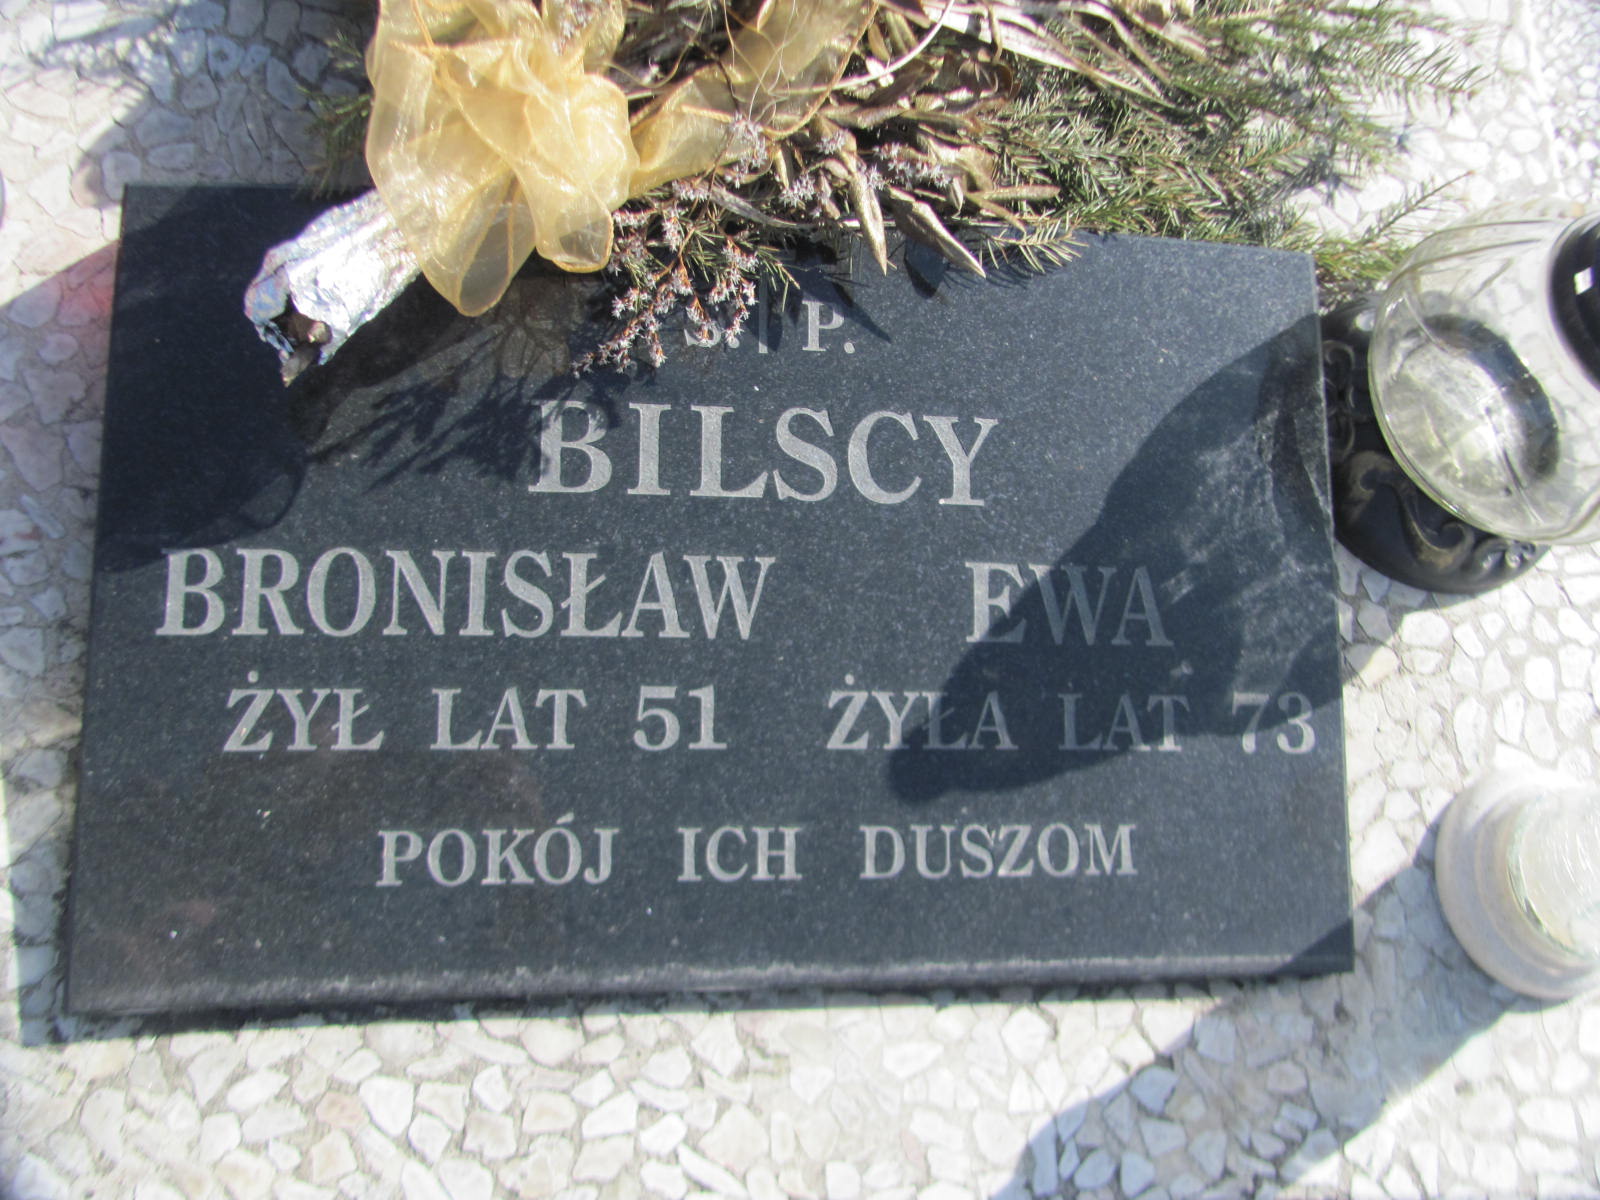 Ś. P.
BILSCY
BRONISŁAW EWA
ŻYŁ LAT 51 ŻYŁA LAT 73
POKÓJ ICH DUSZOM